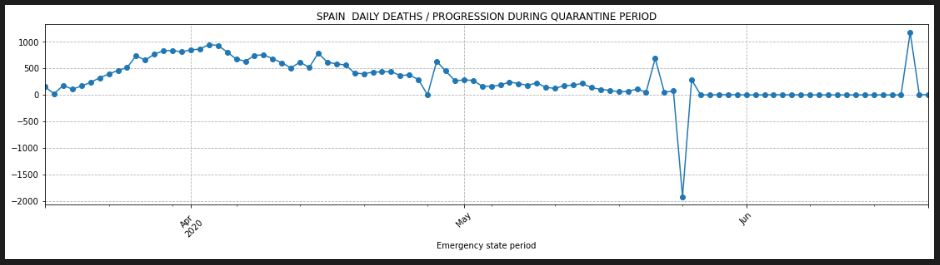 SPAIN  DAILY DEATHS / PROGRESSION DURING QUARANTINE PERIOD
1000
500
0
−500
−1000
−1500
−2000
Apr
2020
May
Jun
Emergency state period